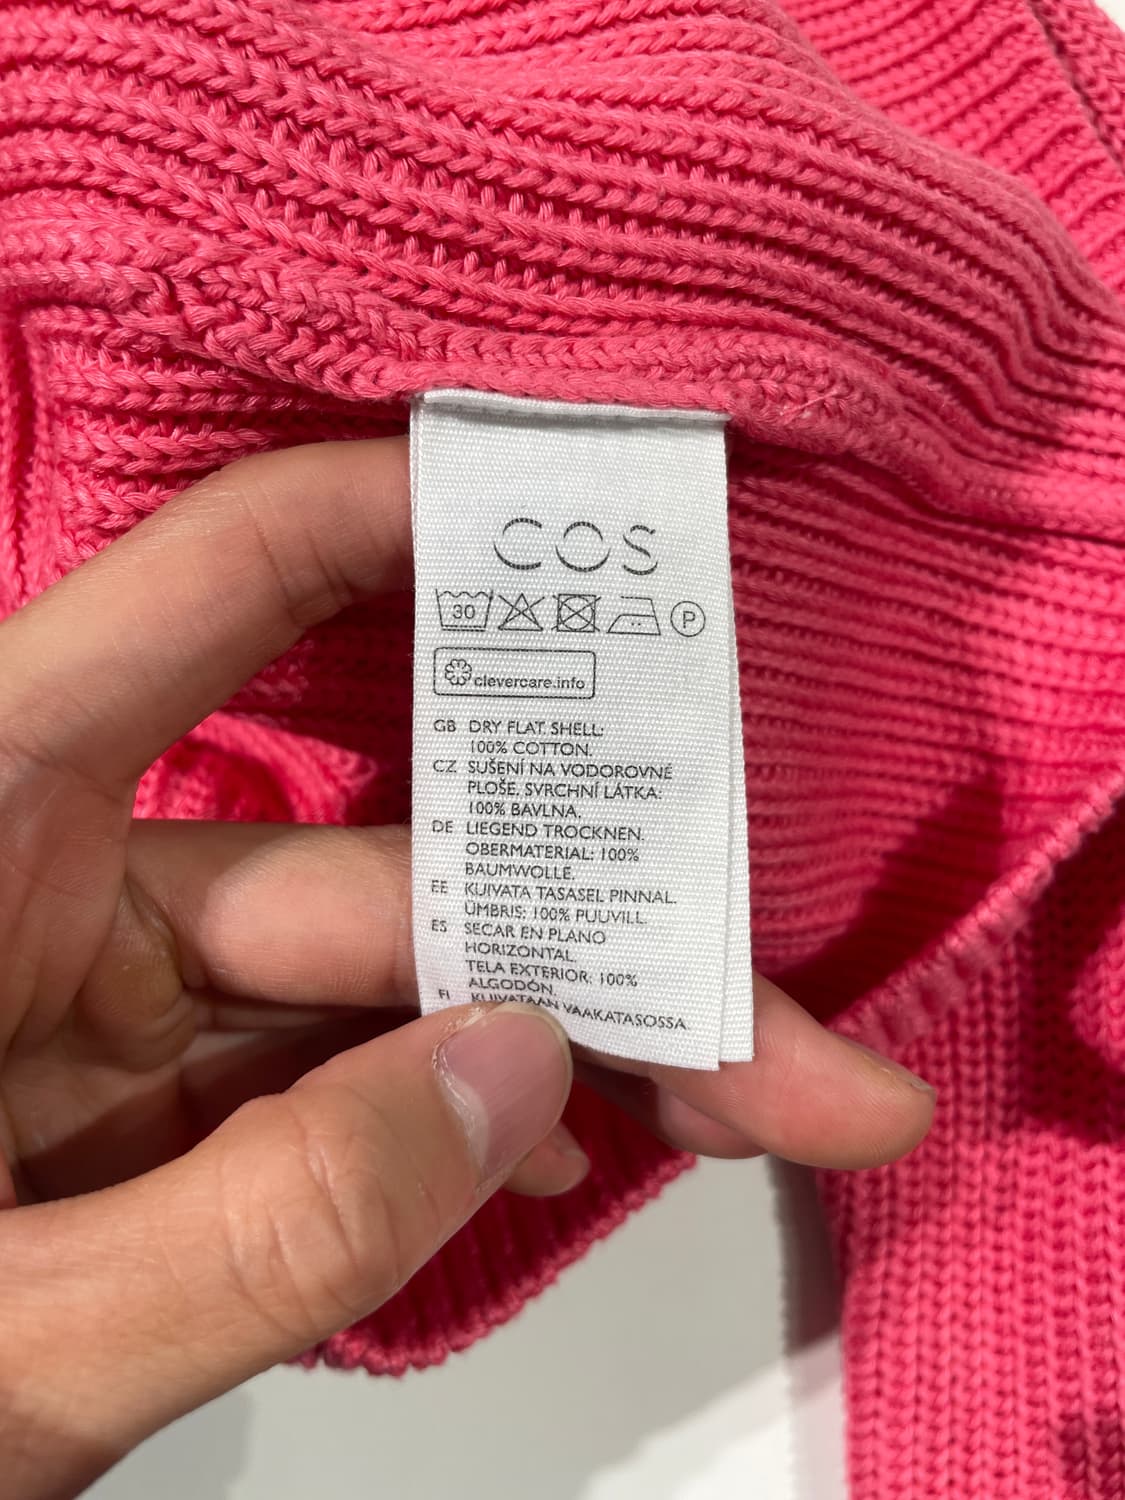 COS
30
P
clevercare.info
GB DRY FLAT. SHELL:
100% COTTON.
CZ SUŠENÍ NA VODOROVNÉ
PLOŠE. SVRCHNÍ LÁTKA:
100% BAVLNA.
DE LIEGEND TROCKNEN.
OBERMATERIAL: 100%
BAUMWOLLE.
EE KUIVATA TASASEL PINNAL.
ÜMBRIS: 100% PUUVILL.
ES SECAR EN PLANO
HORIZONTAL.
TELA EXTERIOR: 100%
ALGODÓN.
FI KUIVATAAN VAAKATASOSSA.